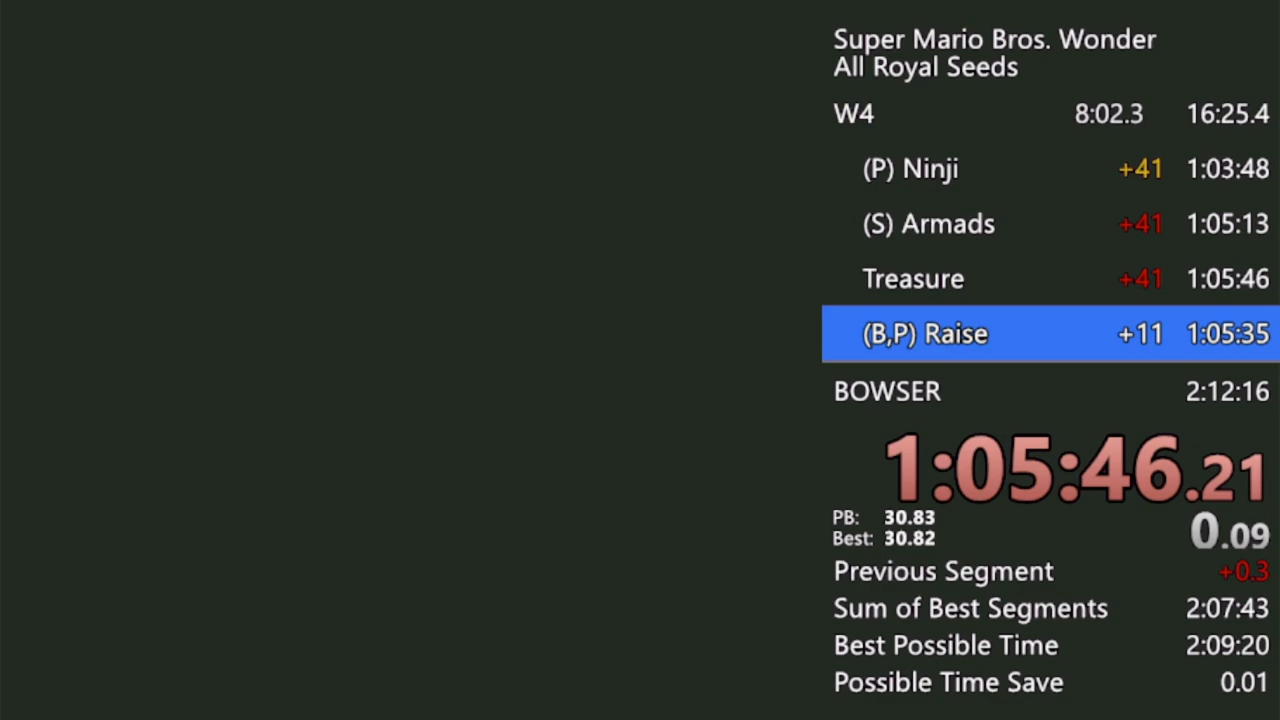 Super Mario Bros. Wonder
All Royal Seeds
W4 8:02.3 16:25.4
(P) Ninji +41 1:03:48
(S) Armads +41 1:05:13
Treasure +41 1:05:46
(B,P) Raise +11 1:05:35
BOWSER 2:12:16
1:05:46.21
PB: 30.83
Best: 30.82
0.09
Previous Segment +0.3
Sum of Best Segments 2:07:43
Best Possible Time 2:09:20
Possible Time Save 0.01